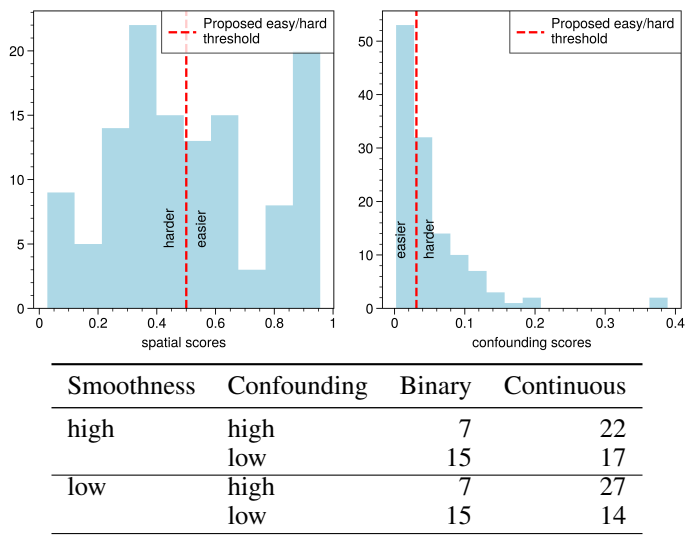 Proposed easy/hard
threshold
20
15
10
5
0
harder
easier
0
0.2
0.4
0.6
0.8
1
spatial scores
Proposed easy/hard
threshold
50
40
30
20
10
0
easier
harder
0
0.1
0.2
0.3
0.4
confounding scores
Smoothness Confounding Binary Continuous
high high 7 22
low 15 17
low high 7 27
low 15 14